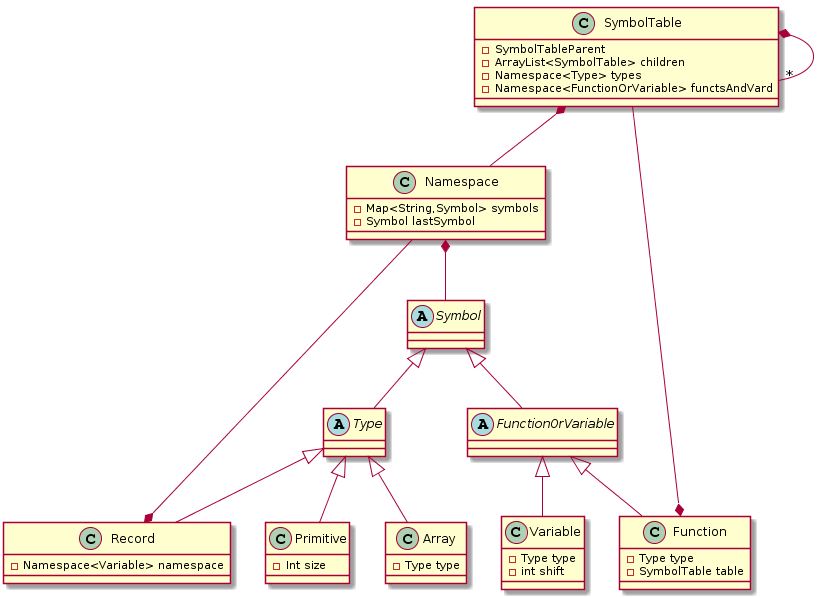 C SymbolTable
SymbolTableParent
ArrayList<SymbolTable> children
Namespace<Type> types
Namespace<FunctionOrVariable> functsAndVard
*
C Namespace
Map<String,Symbol> symbols
Symbol lastSymbol
A Symbol
A Type
A Function0rVariable
C Record
Namespace<Variable> namespace
C Primitive
Int size
C Array
Type type
C Variable
Type type
int shift
C Function
Type type
SymbolTable table